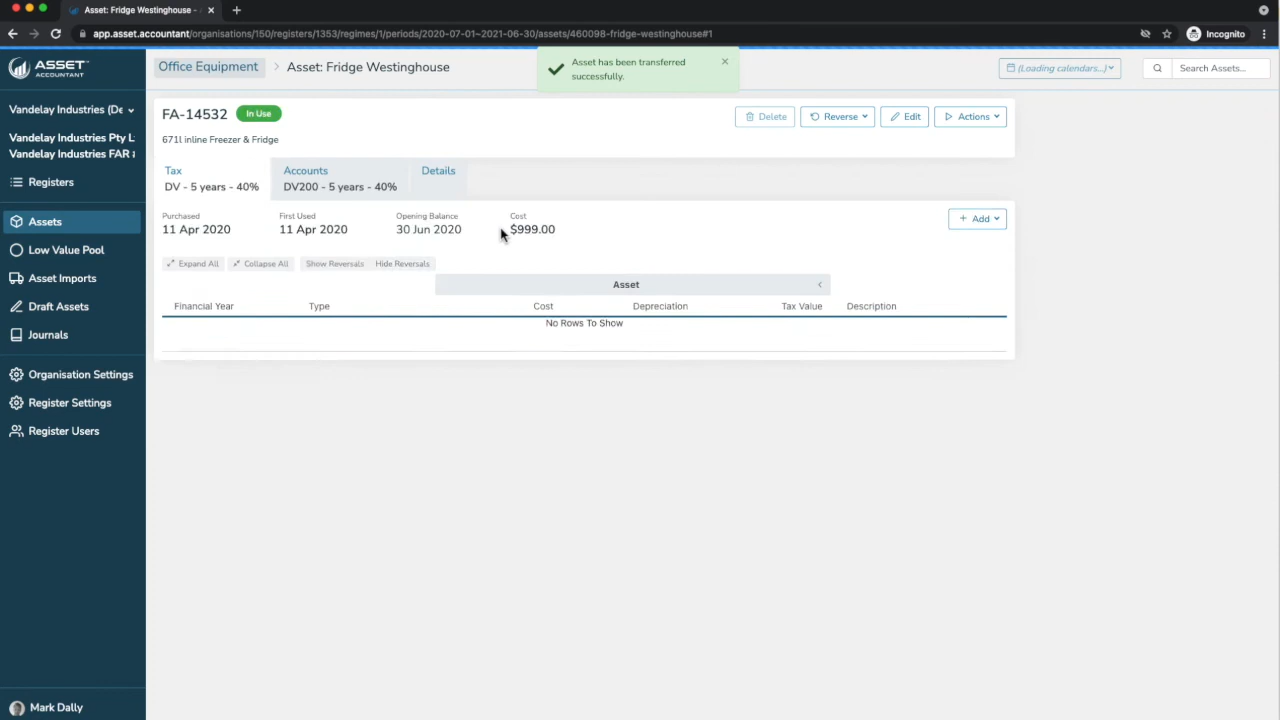 Asset: Fridge Westinghouse -
app.asset.accountant/organisations/150/registers/1353/regimes/1/periods/2020-07-01~2021-06-30/assets/460098-fridge-westinghouse#1
Incognito
ASSET
ACCOUNTANT
Office Equipment
Asset: Fridge Westinghouse
Asset has been transferred
successfully.
(Loading calendars...)
Search Assets...
Vandelay Industries (De
Vandelay Industries Pty L
Vandelay Industries FAR
Registers
Assets
Low Value Pool
Asset Imports
Draft Assets
Journals
Organisation Settings
Register Settings
Register Users
Mark Dally
FA-14532
In Use
Delete
Reverse
Edit
Actions
671l inline Freezer & Fridge
Tax
DV - 5 years - 40%
Accounts
DV200 - 5 years - 40%
Details
Purchased
11 Apr 2020
First Used
11 Apr 2020
Opening Balance
30 Jun 2020
Cost
$999.00
Add
Expand All
Collapse All
Show Reversals
Hide Reversals
Asset
Financial Year
Type
Cost
Depreciation
Tax Value
Description
No Rows To Show